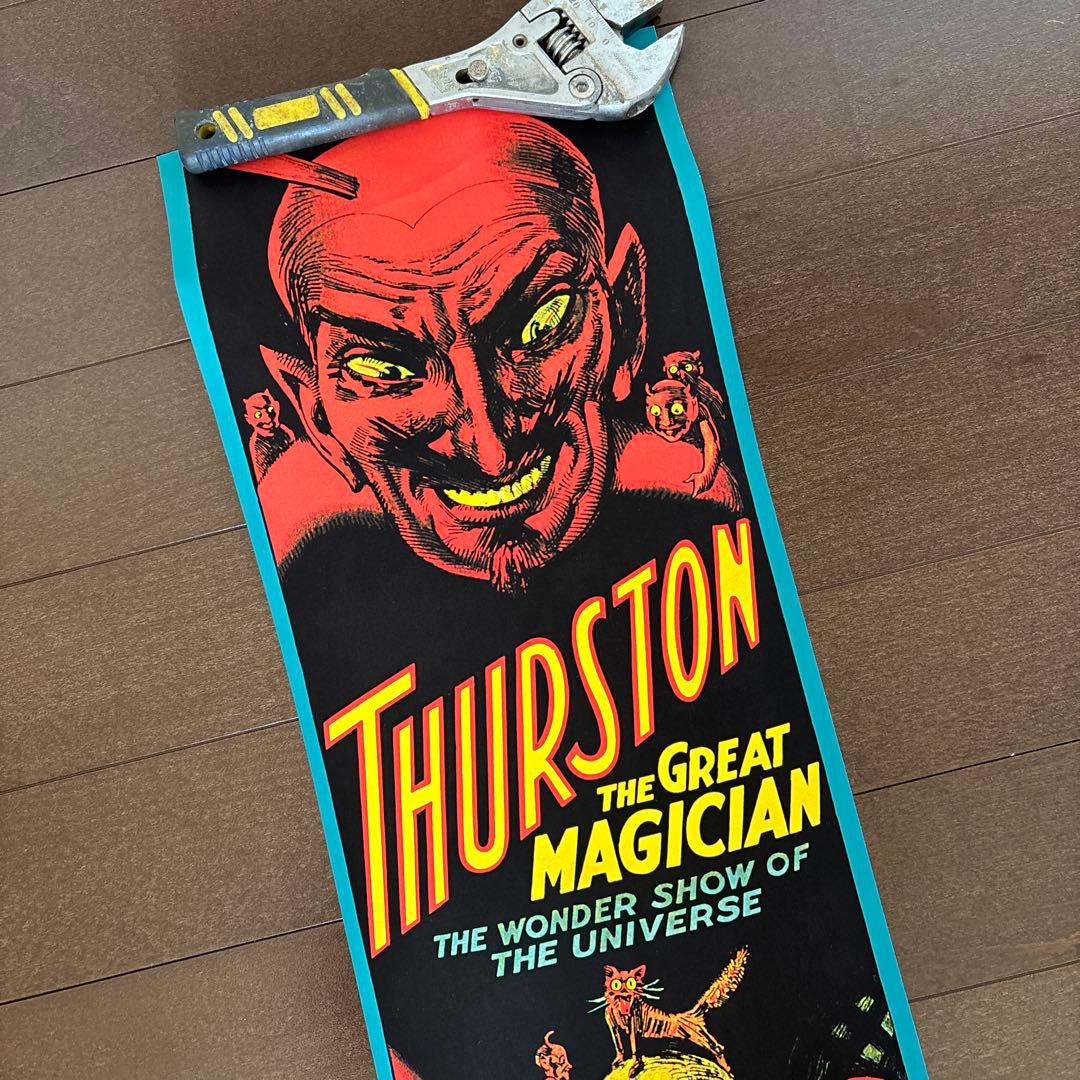 THURSTON
THE GREAT
MAGICIAN
THE WONDER SHOW OF
THE UNIVERSE